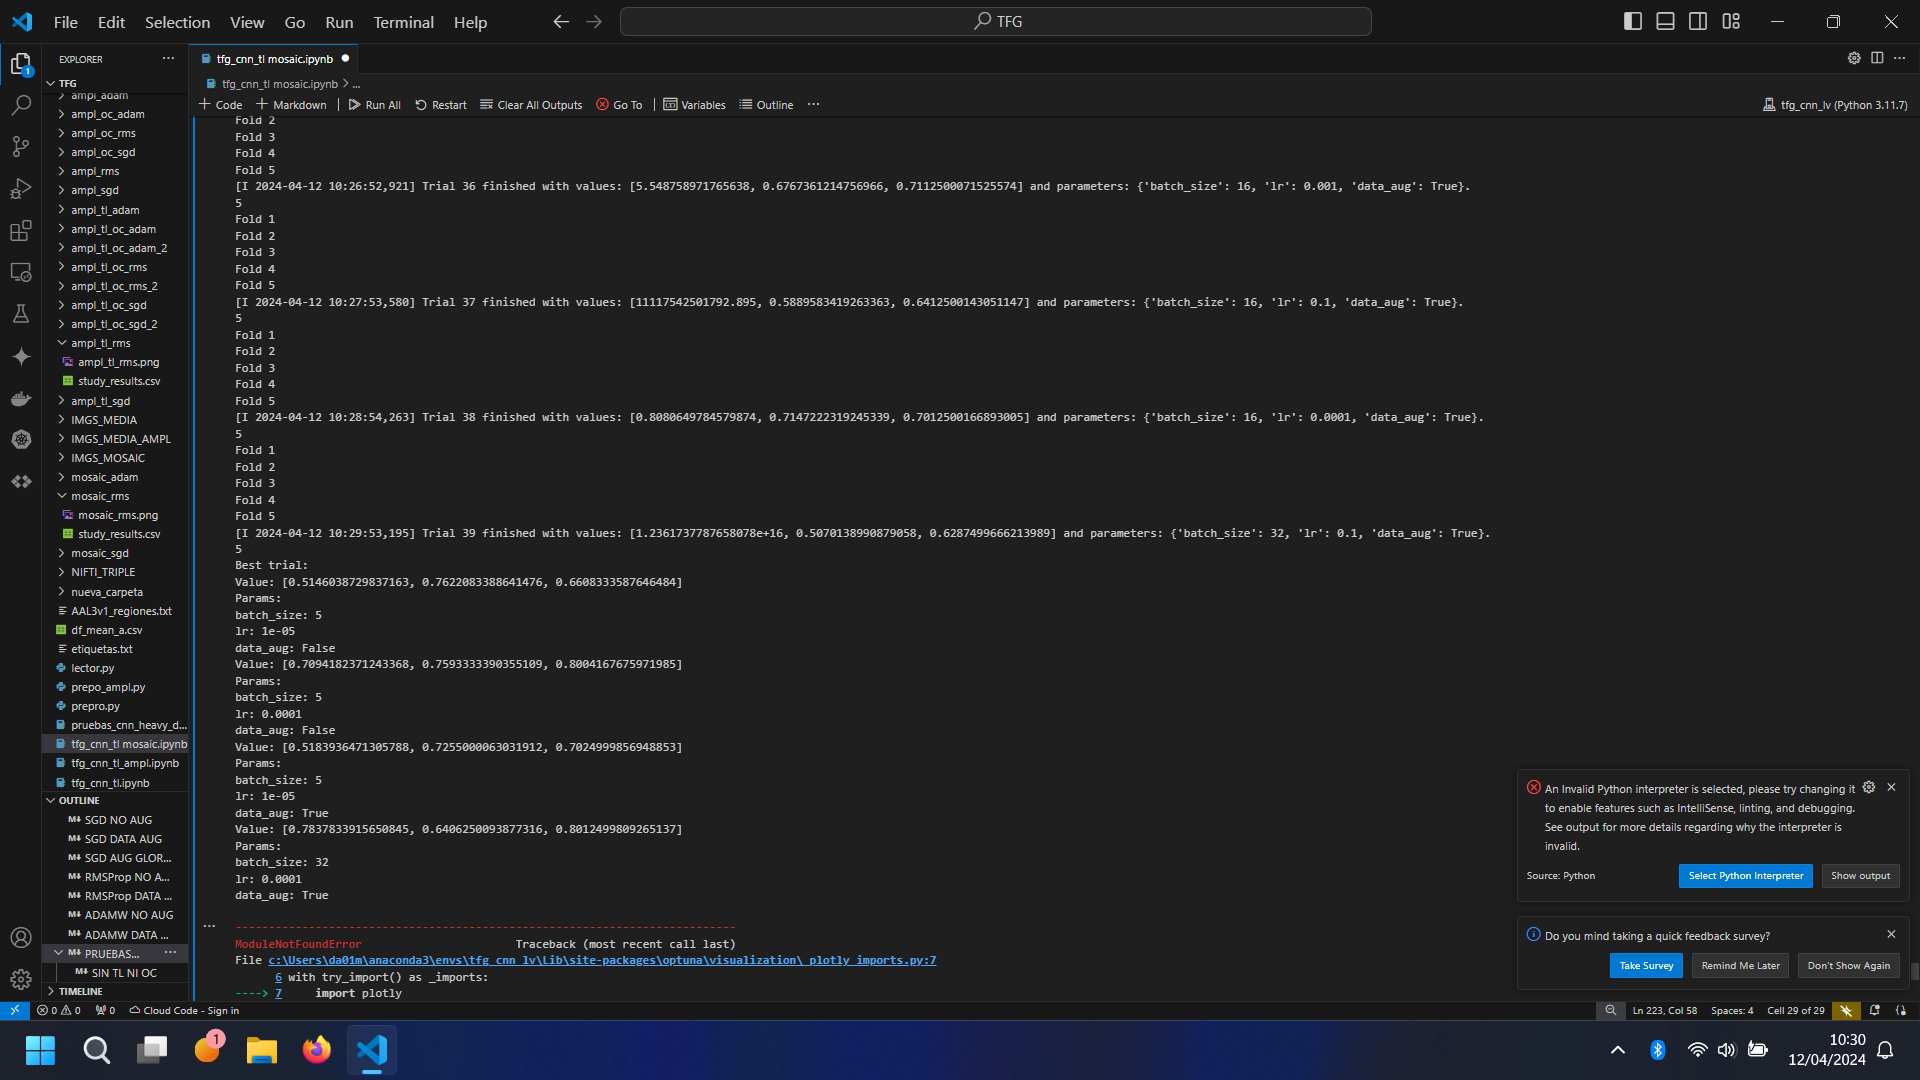 File Edit Selection View Go Run Terminal Help
TFG
EXPLORER
TFG
ampl_adam
ampl_oc_adam
ampl_oc_rms
ampl_oc_sgd
ampl_rms
ampl_sgd
ampl_tl_adam
ampl_tl_oc_adam
ampl_tl_oc_adam_2
ampl_tl_oc_rms
ampl_tl_oc_rms_2
ampl_tl_oc_sgd
ampl_tl_oc_sgd_2
ampl_tl_rms
ampl_tl_rms.png
study_results.csv
ampl_tl_sgd
IMGS_MEDIA
IMGS_MEDIA_AMPL
IMGS_MOSAIC
mosaic_adam
mosaic_rms
mosaic_rms.png
study_results.csv
mosaic_sgd
NIFTI_TRIPLE
nueva_carpeta
AAL3v1_regiones.txt
df_mean_a.csv
etiquetas.txt
lector.py
prepo_ampl.py
prepro.py
pruebas_cnn_heavy_d...
tfg_cnn_tl mosaic.ipynb
tfg_cnn_tl_ampl.ipynb
tfg_cnn_tl.ipynb
OUTLINE
M↓ SGD NO AUG
M↓ SGD DATA AUG
M↓ SGD AUG GLOR...
M↓ RMSProp NO A...
M↓ RMSProp DATA ...
M↓ ADAMW NO AUG
M↓ ADAMW DATA ...
M↓ PRUEBAS... ...
M↓ SIN TL NI OC
TIMELINE
1
tfg_cnn_tl mosaic.ipynb
tfg_cnn_tl mosaic.ipynb > ...
Code Markdown Run All Restart Clear All Outputs Go To Variables Outline ...
tfg_cnn_lv (Python 3.11.7)
Fold 2
Fold 3
Fold 4
Fold 5
[I 2024-04-12 10:26:52,921] Trial 36 finished with values: [5.548758971765638, 0.6767361214756966, 0.7112500071525574] and parameters: {'batch_size': 16, 'lr': 0.001, 'data_aug': True}.
5
Fold 1
Fold 2
Fold 3
Fold 4
Fold 5
[I 2024-04-12 10:27:53,580] Trial 37 finished with values: [11117542501792.895, 0.5889583419263363, 0.6412500143051147] and parameters: {'batch_size': 16, 'lr': 0.1, 'data_aug': True}.
5
Fold 1
Fold 2
Fold 3
Fold 4
Fold 5
[I 2024-04-12 10:28:54,263] Trial 38 finished with values: [0.8080649784579874, 0.7147222319245339, 0.7012500166893005] and parameters: {'batch_size': 16, 'lr': 0.0001, 'data_aug': True}.
5
Fold 1
Fold 2
Fold 3
Fold 4
Fold 5
[I 2024-04-12 10:29:53,195] Trial 39 finished with values: [1.2361737787658078e+16, 0.5070138990879058, 0.6287499666213989] and parameters: {'batch_size': 32, 'lr': 0.1, 'data_aug': True}.
5
Best trial:
Value: [0.5146038729837163, 0.7622083388641476, 0.6608333587646484]
Params:
batch_size: 5
lr: 1e-05
data_aug: False
Value: [0.7094182371243368, 0.7593333390355109, 0.8004167675971985]
Params:
batch_size: 5
lr: 0.0001
data_aug: False
Value: [0.5183936471305788, 0.7255000063031912, 0.7024999856948853]
Params:
batch_size: 5
lr: 1e-05
data_aug: True
Value: [0.7837833915650845, 0.6406250093877316, 0.8012499809265137]
Params:
batch_size: 32
lr: 0.0001
data_aug: True
---------------------------------------------------------------------------
ModuleNotFoundError Traceback (most recent call last)
File c:\Users\da01m\anaconda3\envs\tfg_cnn_lv\Lib\site-packages\optuna\visualization\_plotly_imports.py:7
6 with try_import() as _imports:
----> 7 import plotly
An Invalid Python interpreter is selected, please try changing it
to enable features such as IntelliSense, linting, and debugging.
See output for more details regarding why the interpreter is
invalid.
Source: Python
Select Python Interpreter
Show output
Do you mind taking a quick feedback survey?
Take Survey
Remind Me Later
Don't Show Again
0 0 0 Cloud Code - Sign in
Ln 223, Col 58 Spaces: 4 Cell 29 of 29
1
10:30
12/04/2024